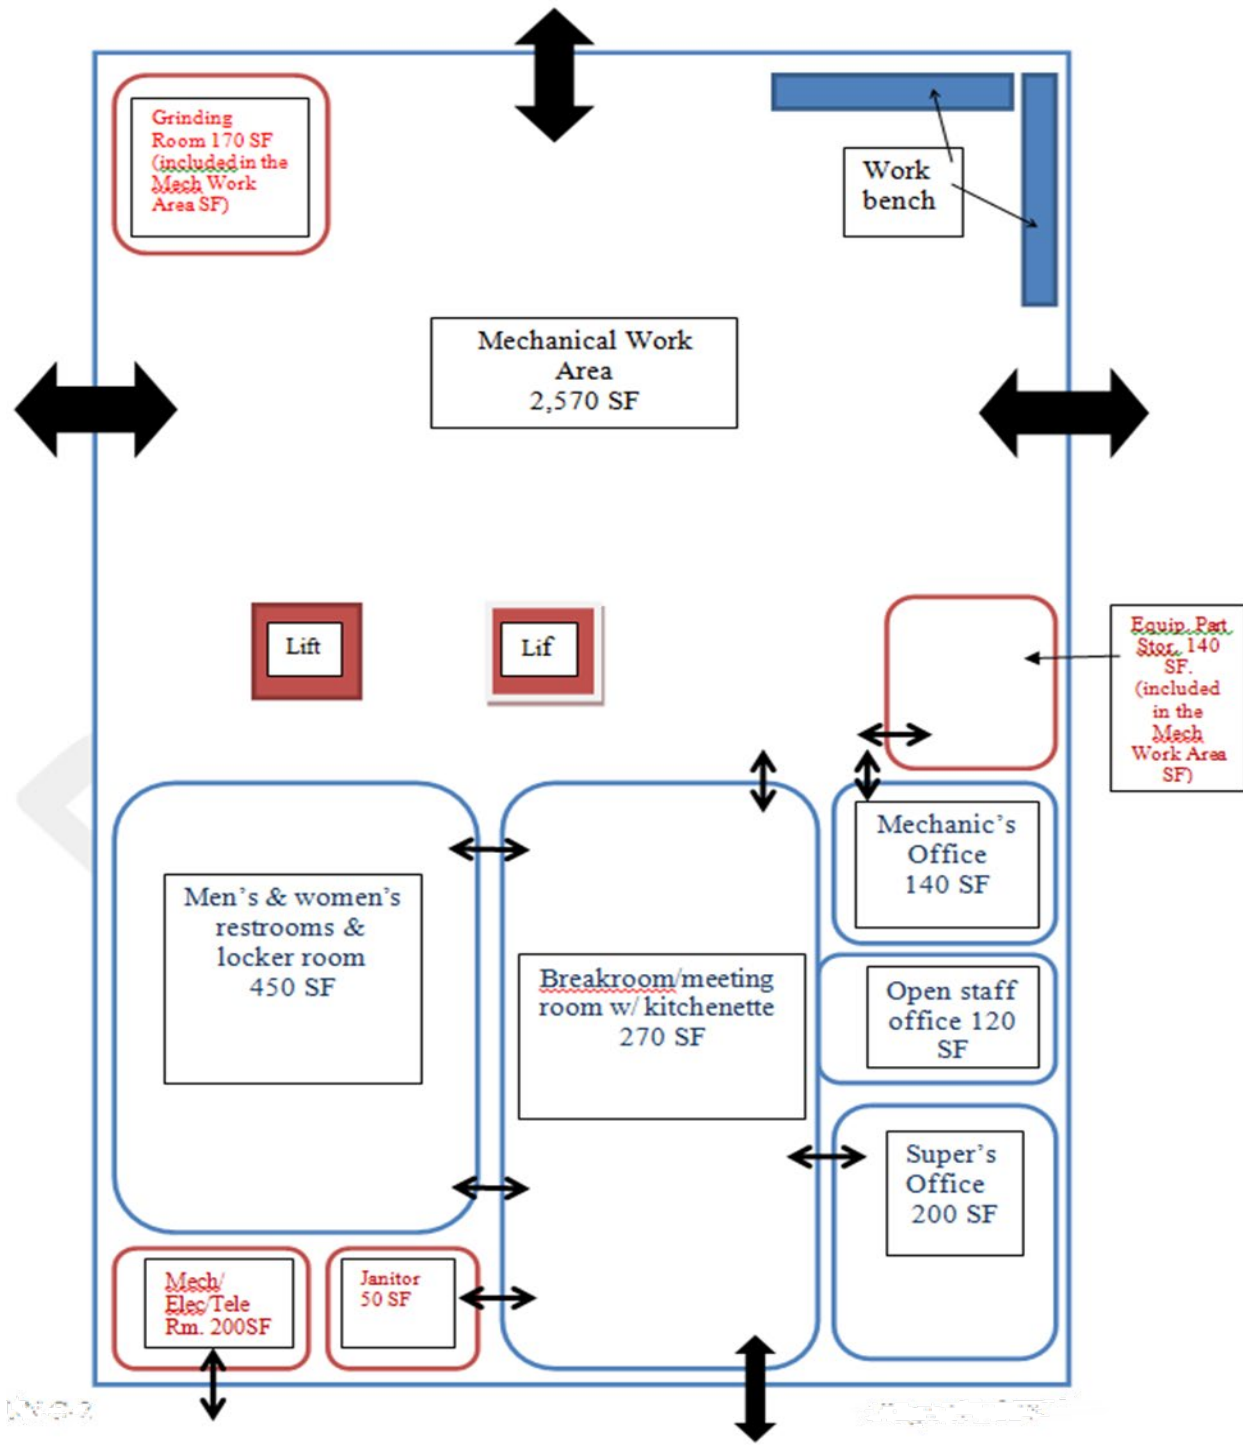 Grinding
Room 170 SF
(included in the
Mech Work
Area SF)
Work
bench
Mechanical Work
Area
2,570 SF
Lift
Lif
Equip. Part
Stor. 140
SF.
(included
in the
Mech
Work Area
SF)
Mechanic's
Office
140 SF
Men's & women's
restrooms &
locker room
450 SF
Breakroom/meeting
room w/ kitchenette
270 SF
Open staff
office 120
SF
Super's
Office
200 SF
Mech/
Elec/Tele
Rm. 200SF
Janitor
50 SF